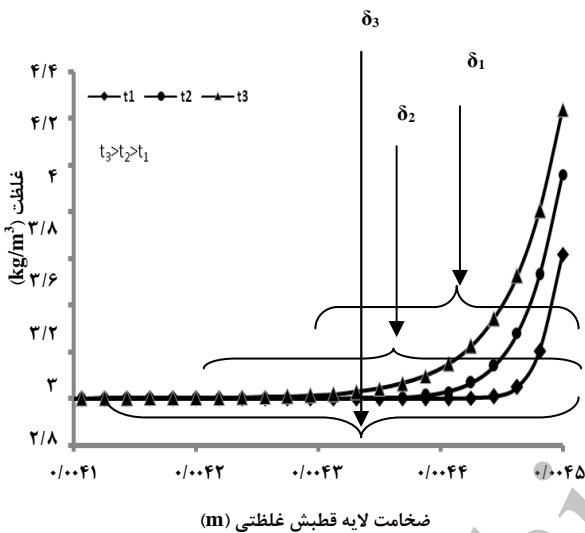 δ₃
δ₁
δ₂
t1 t2 t3
t₃>t₂>t₁
غلظت (kg/m³)
۴/۴
۴/۲
۴
۳/۸
۳/۶
۳/۲
۳
۲/۸
۰/۰۰۴۱ ۰/۰۰۴۲ ۰/۰۰۴۳ ۰/۰۰۴۴ ۰/۰۰۴۵
ضخامت لایه قطبش غلظتی (m)